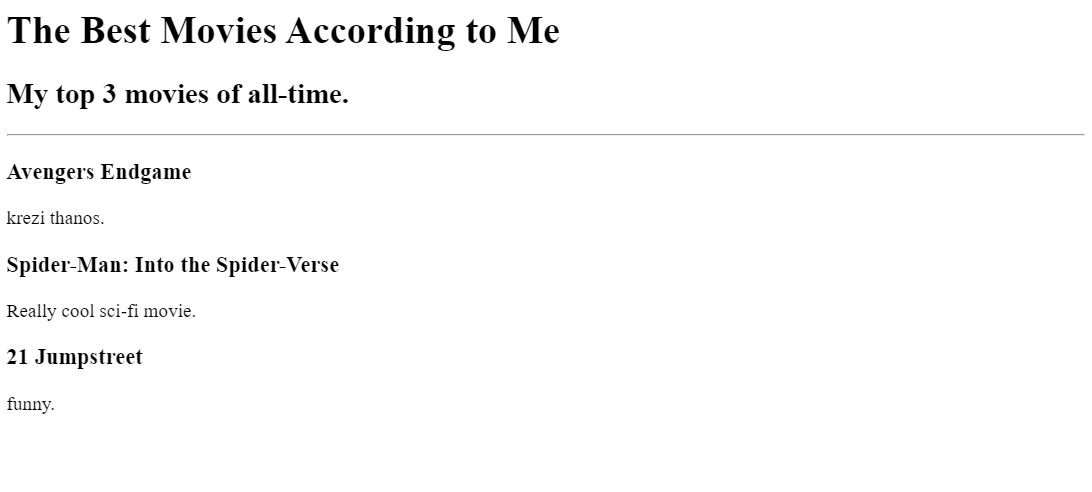 The Best Movies According to Me
My top 3 movies of all-time.
Avengers Endgame
krezi thanos.
Spider-Man: Into the Spider-Verse
Really cool sci-fi movie.
21 Jumpstreet
funny.